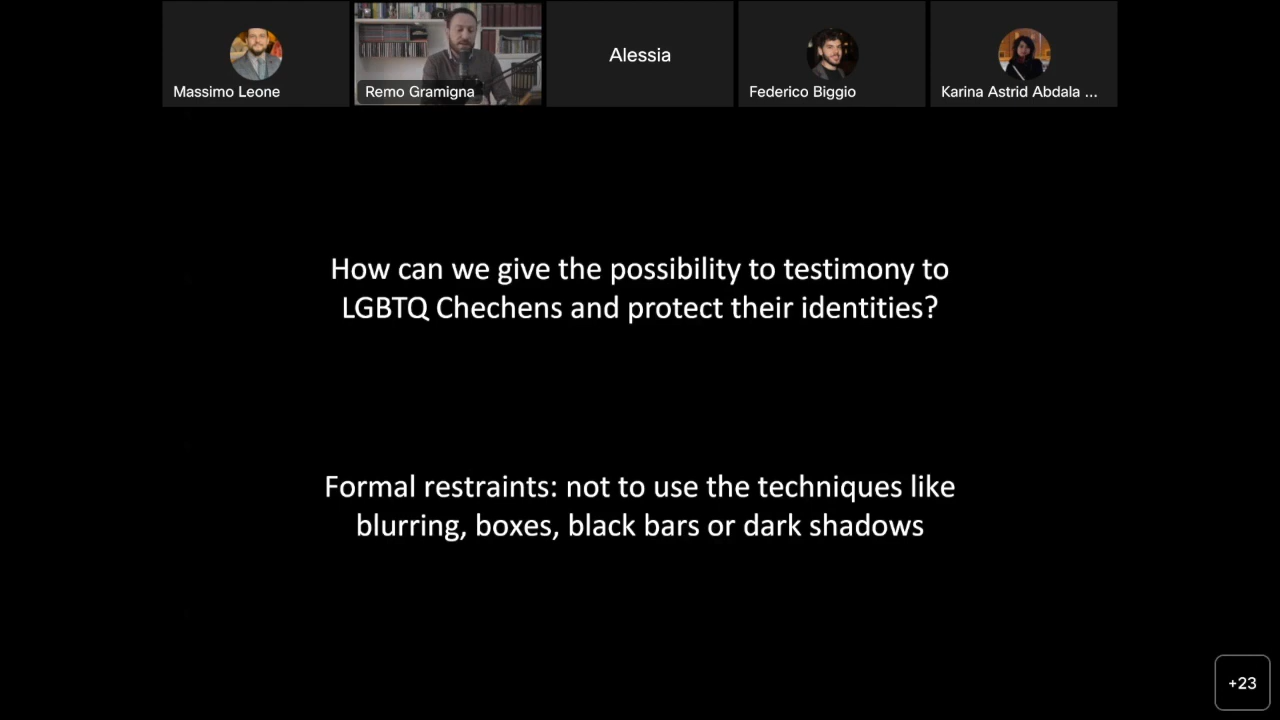 Massimo Leone
Remo Gramigna
Alessia
Federico Biggio
Karina Astrid Abdala ...
How can we give the possibility to testimony to
LGBTQ Chechens and protect their identities?
Formal restraints: not to use the techniques like
blurring, boxes, black bars or dark shadows
+23